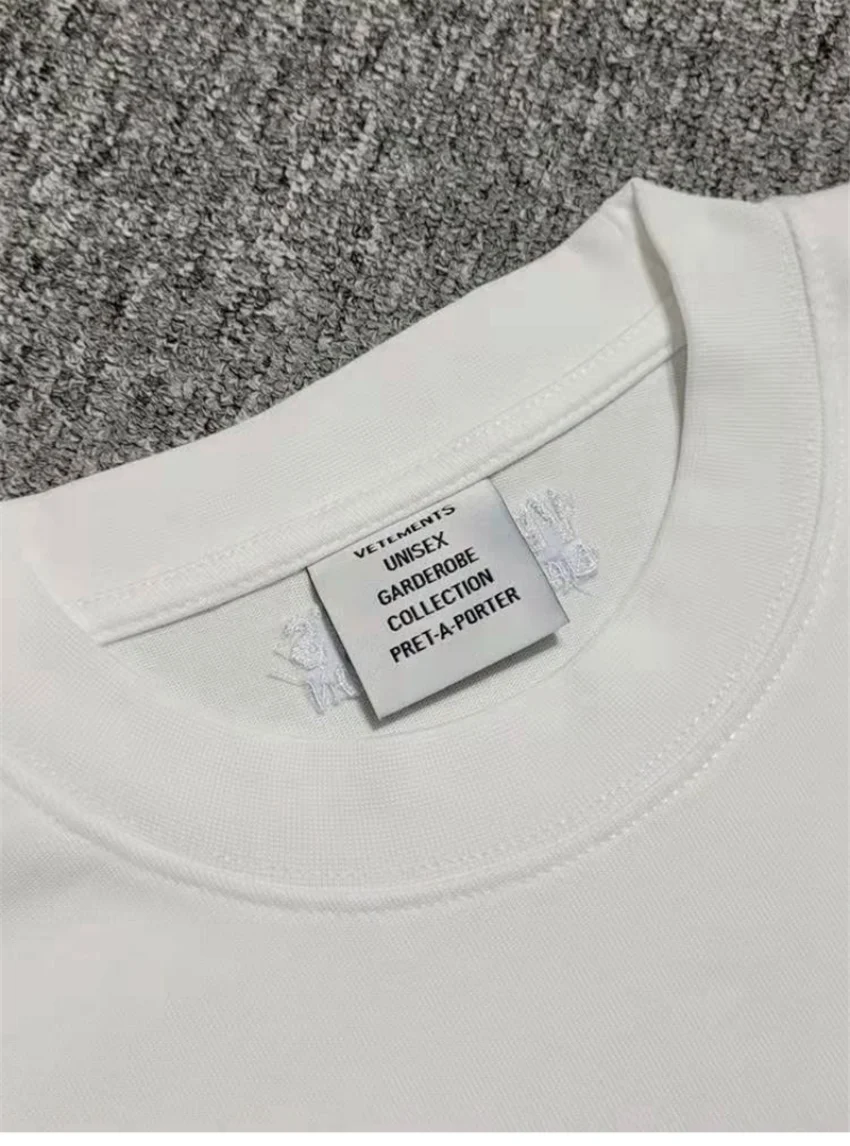 VETEMENTS
UNISEX
GARDEROBE
COLLECTION
PRET-A-PORTER